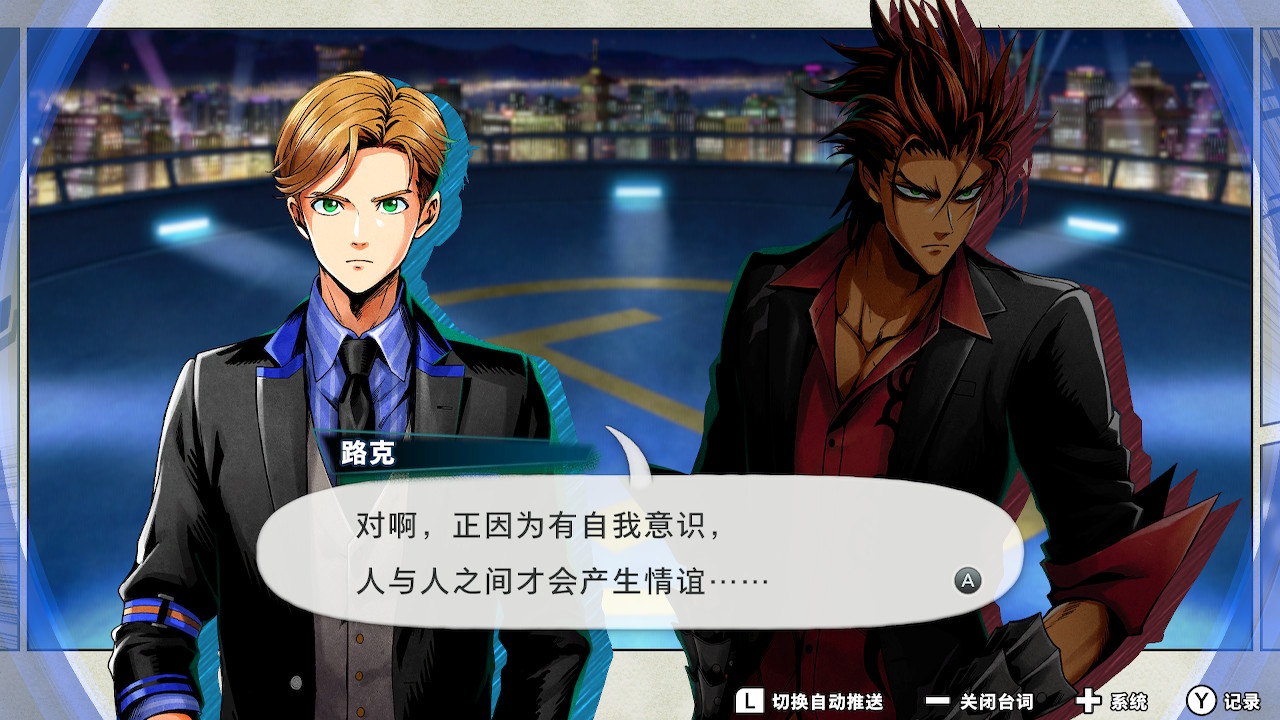 路克
对啊，正因为有自我意识，
人与人之间才会产生情谊……
A
L 切换自动推送 关闭台词 系统 Y 记录